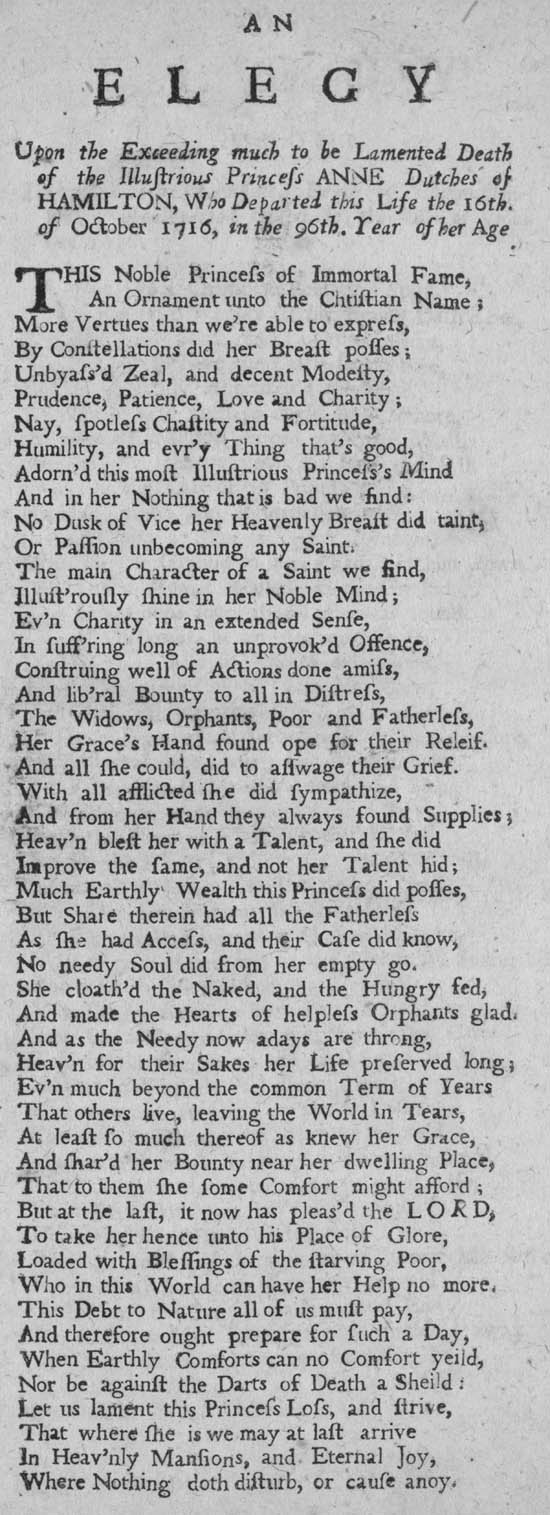 AN
ELEGY
Upon the Exceeding much to be Lamented Death
of the Illuſtrious Princeſs ANNE Dutches of
HAMILTON, Who Departed this Life the 16th.
of October 1716, in the 96th. Year of her Age
THIS Noble Princeſs of Immortal Fame,
An Ornament unto the Chtiſtian Name;
More Vertues than we're able to expreſs,
By Conſtellations did her Breaſt poſſes;
Unbyaſs'd Zeal, and decent Modeſty,
Prudence, Patience, Love and Charity;
Nay, ſpotleſs Chaſtity and Fortitude,
Humility, and evr'y Thing that's good,
Adorn'd this moſt Illuſtrious Princeſs's Mind
And in her Nothing that is bad we find:
No Dusk of Vice her Heavenly Breaſt did taint,
Or Paſſion unbecoming any Saint.
The main Character of a Saint we find,
Illuſt'rouſly ſhine in her Noble Mind;
Ev'n Charity in an extended Senſe,
In ſuff'ring long an unprovok'd Offence,
Conſtruing well of Actions done amiſs,
And lib'ral Bounty to all in Diſtreſs,
The Widows, Orphants, Poor and Fatherleſs,
Her Grace's Hand found ope for their Releif.
And all ſhe could, did to aſſwage their Grief.
With all afflicted ſhe did ſympathize,
And from her Hand they always found Supplies;
Heav'n bleſt her with a Talent, and ſhe did
Improve the ſame, and not her Talent hid;
Much Earthly Wealth this Princeſs did poſſes,
But Share therein had all the Fatherleſs
As ſhe had Acceſs, and their Caſe did know,
No needy Soul did from her empty go.
She cloath'd the Naked, and the Hungry fed,
And made the Hearts of helpleſs Orphants glad.
And as the Needy now adays are throng,
Heav'n for their Sakes her Life preſerved long;
Ev'n much beyond the common Term of Years
That others live, leaving the World in Tears,
At leaſt ſo much thereof as knew her Grace,
And ſhar'd her Bounty near her dwelling Place,
That to them ſhe ſome Comfort might afford;
But at the laſt, it now has pleas'd the LORD,
To take her hence unto his Place of Glore,
Loaded with Bleſſings of the ſtarving Poor,
Who in this World can have her Help no more.
This Debt to Nature all of us muſt pay,
And therefore ought prepare for ſuch a Day,
When Earthly Comforts can no Comfort yeild,
Nor be againſt the Darts of Death a Sheild:
Let us lament this Princeſs Loſs, and ſtrive,
That where ſhe is we may at laſt arrive
In Heav'nly Manſions, and Eternal Joy,
Where Nothing doth diſturb, or cauſe anoy.